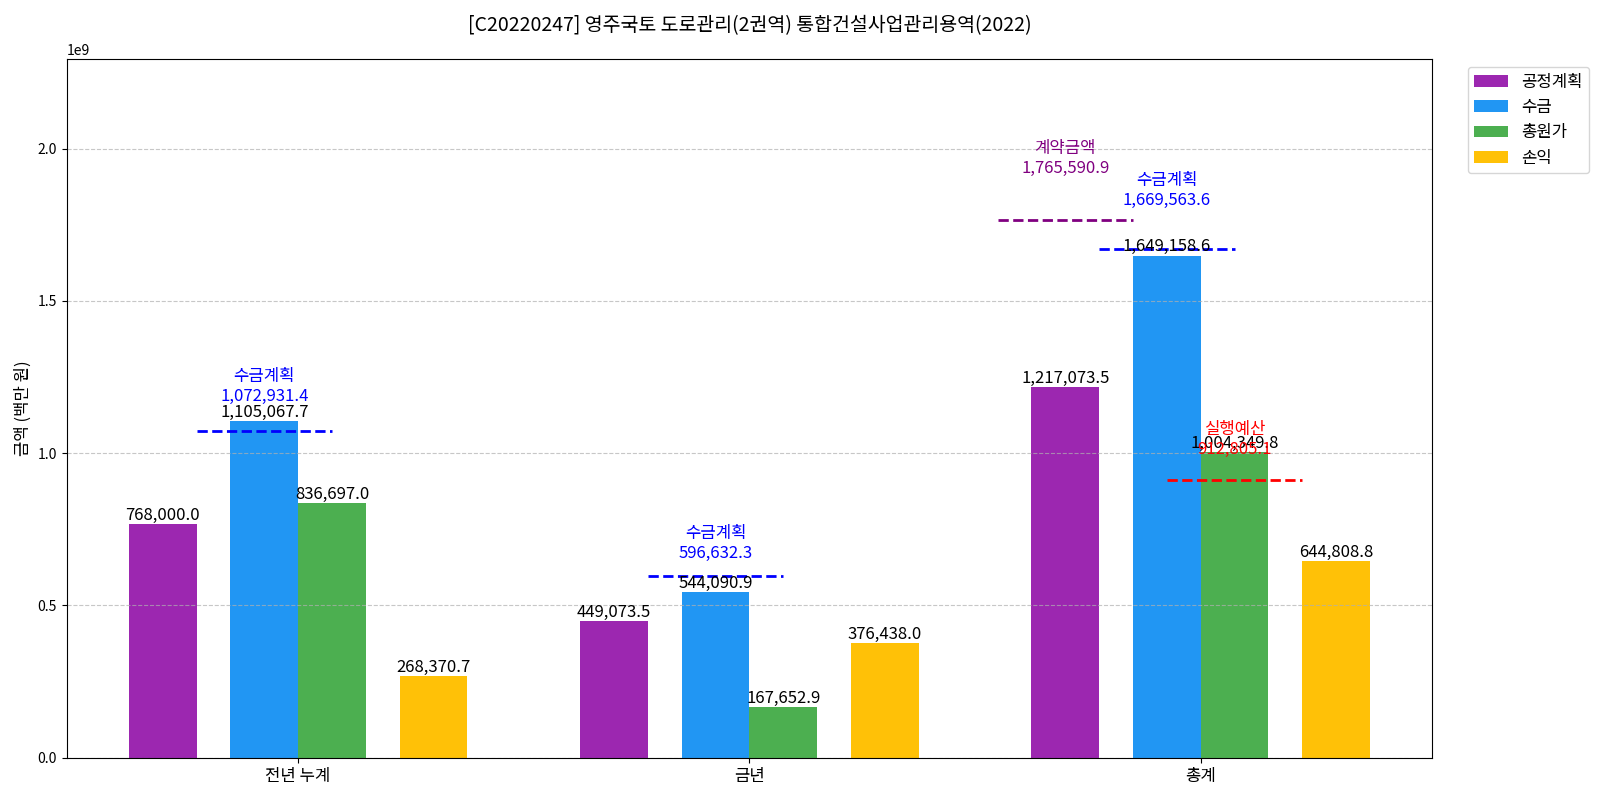 [C20220247] 영주국토 도로관리(2권역) 통합건설사업관리용역(2022)
1e9
공정계획
수금
총원가
손익
2.0
1.5
1.0
0.5
0.0
금액 (백만 원)
계약금액
1,765,590.9
수금계획
1,669,563.6
1,649,158.6
수금계획
1,072,931.4
1,105,067.7
1,217,073.5
실행예산
912,805.1
1,004,349.8
836,697.0
768,000.0
수금계획
596,632.3
544,090.9
644,808.8
449,073.5
376,438.0
268,370.7
167,652.9
전년 누계
금년
총계